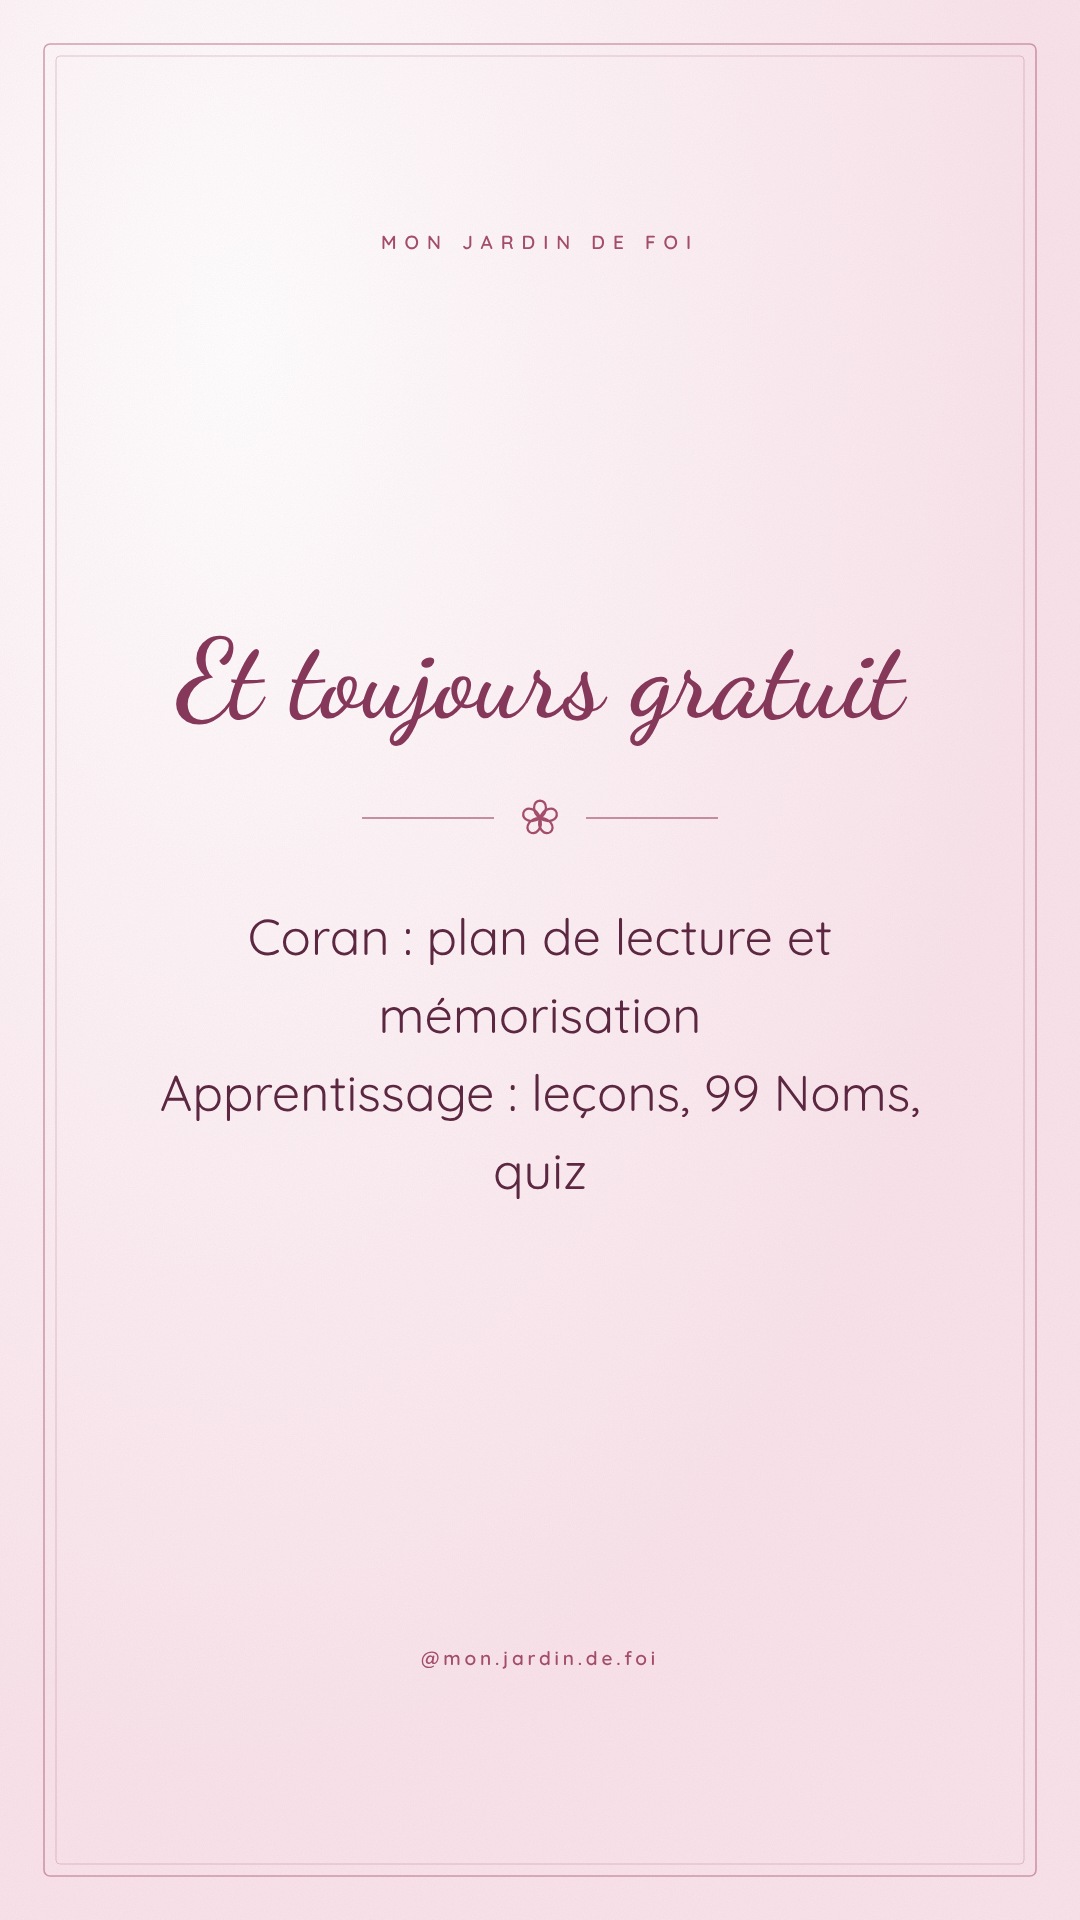 MON JARDIN DE FOI
Et toujours gratuit
Coran : plan de lecture et
mémorisation
Apprentissage : leçons, 99 Noms,
quiz
@mon.jardin.de.foi